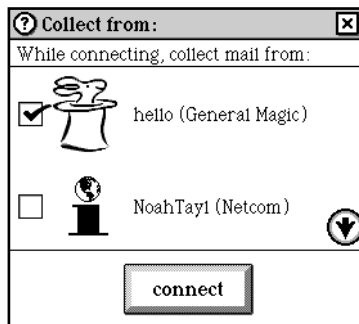 Collect from:
While connecting, collect mail from:
hello (General Magic)
NoahTay1 (Netcom)
connect